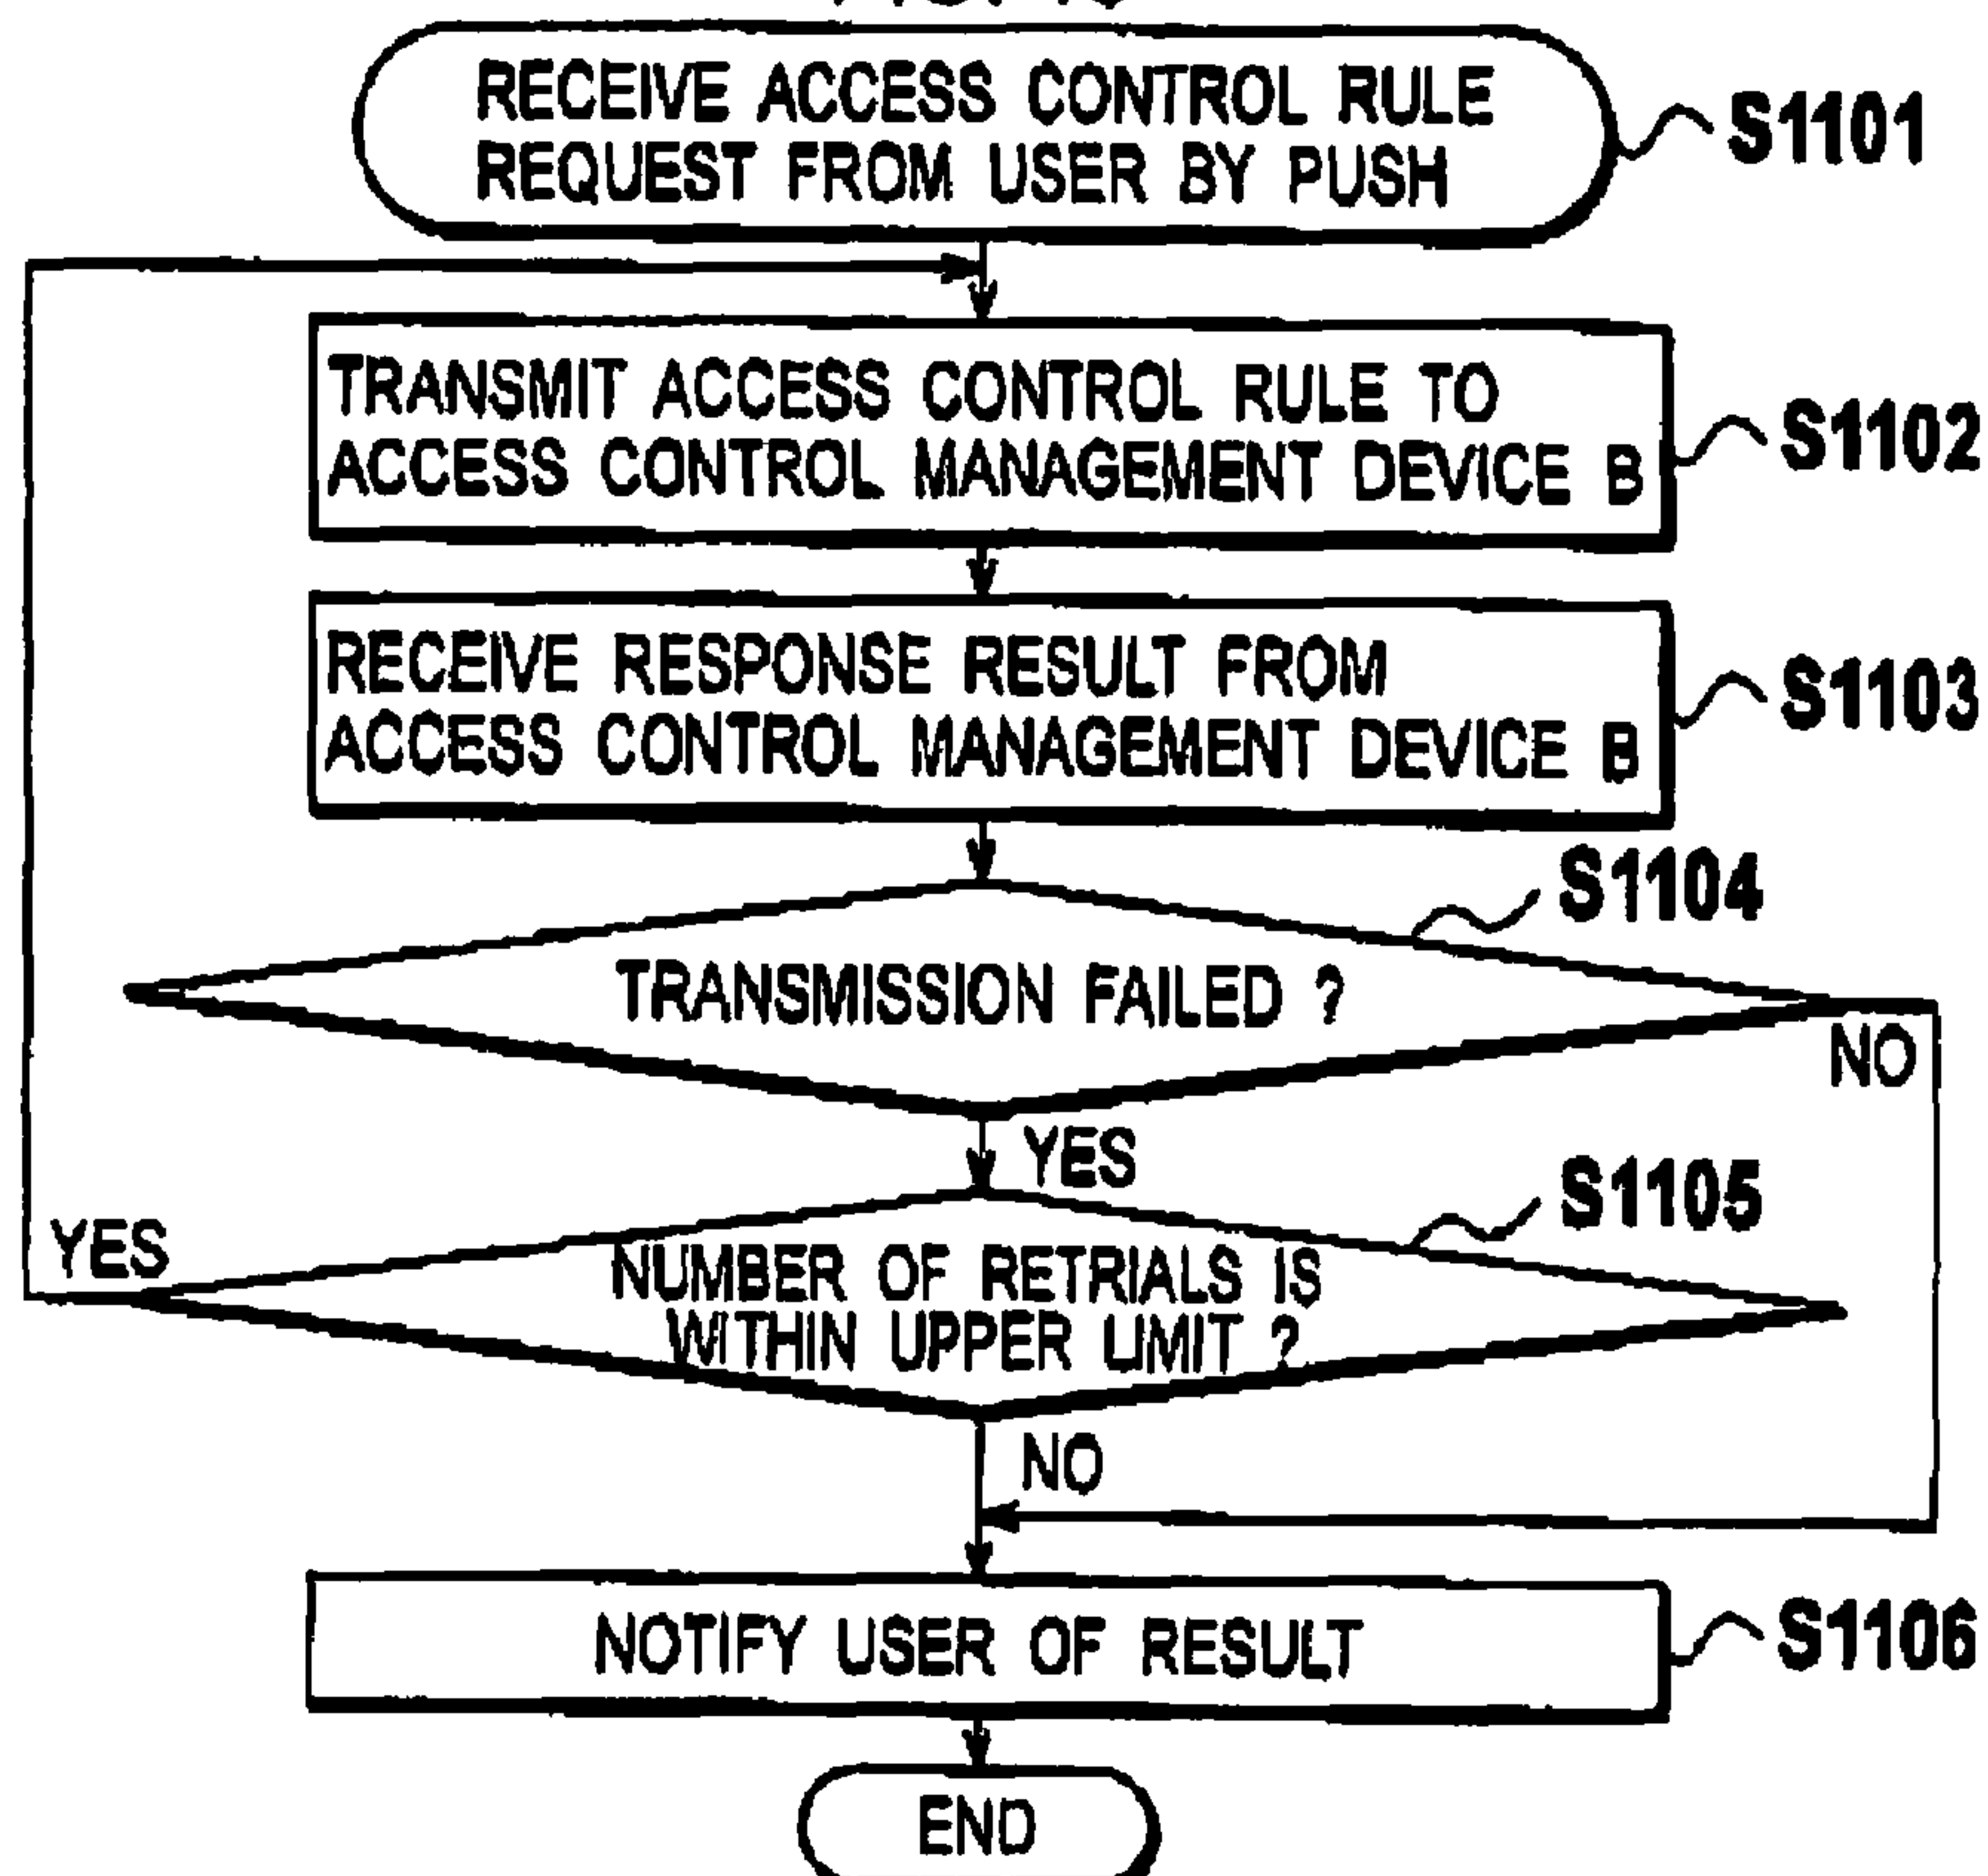 RECEIVE ACCESS CONTROL RULE
REQUEST FROM USER BY PUSH
S1101
TRANSMIT ACCESS CONTROL RULE TO
ACCESS CONTROL MANAGEMENT DEVICE B
S1102
RECEIVE RESPONSE RESULT FROM
ACCESS CONTROL MANAGEMENT DEVICE B
S1103
S1104
TRANSMISSION FAILED ?
NO
YES
S1105
YES
NUMBER OF RETRIALS IS
WITHIN UPPER LIMIT ?
NO
NOTIFY USER OF RESULT
S1106
END